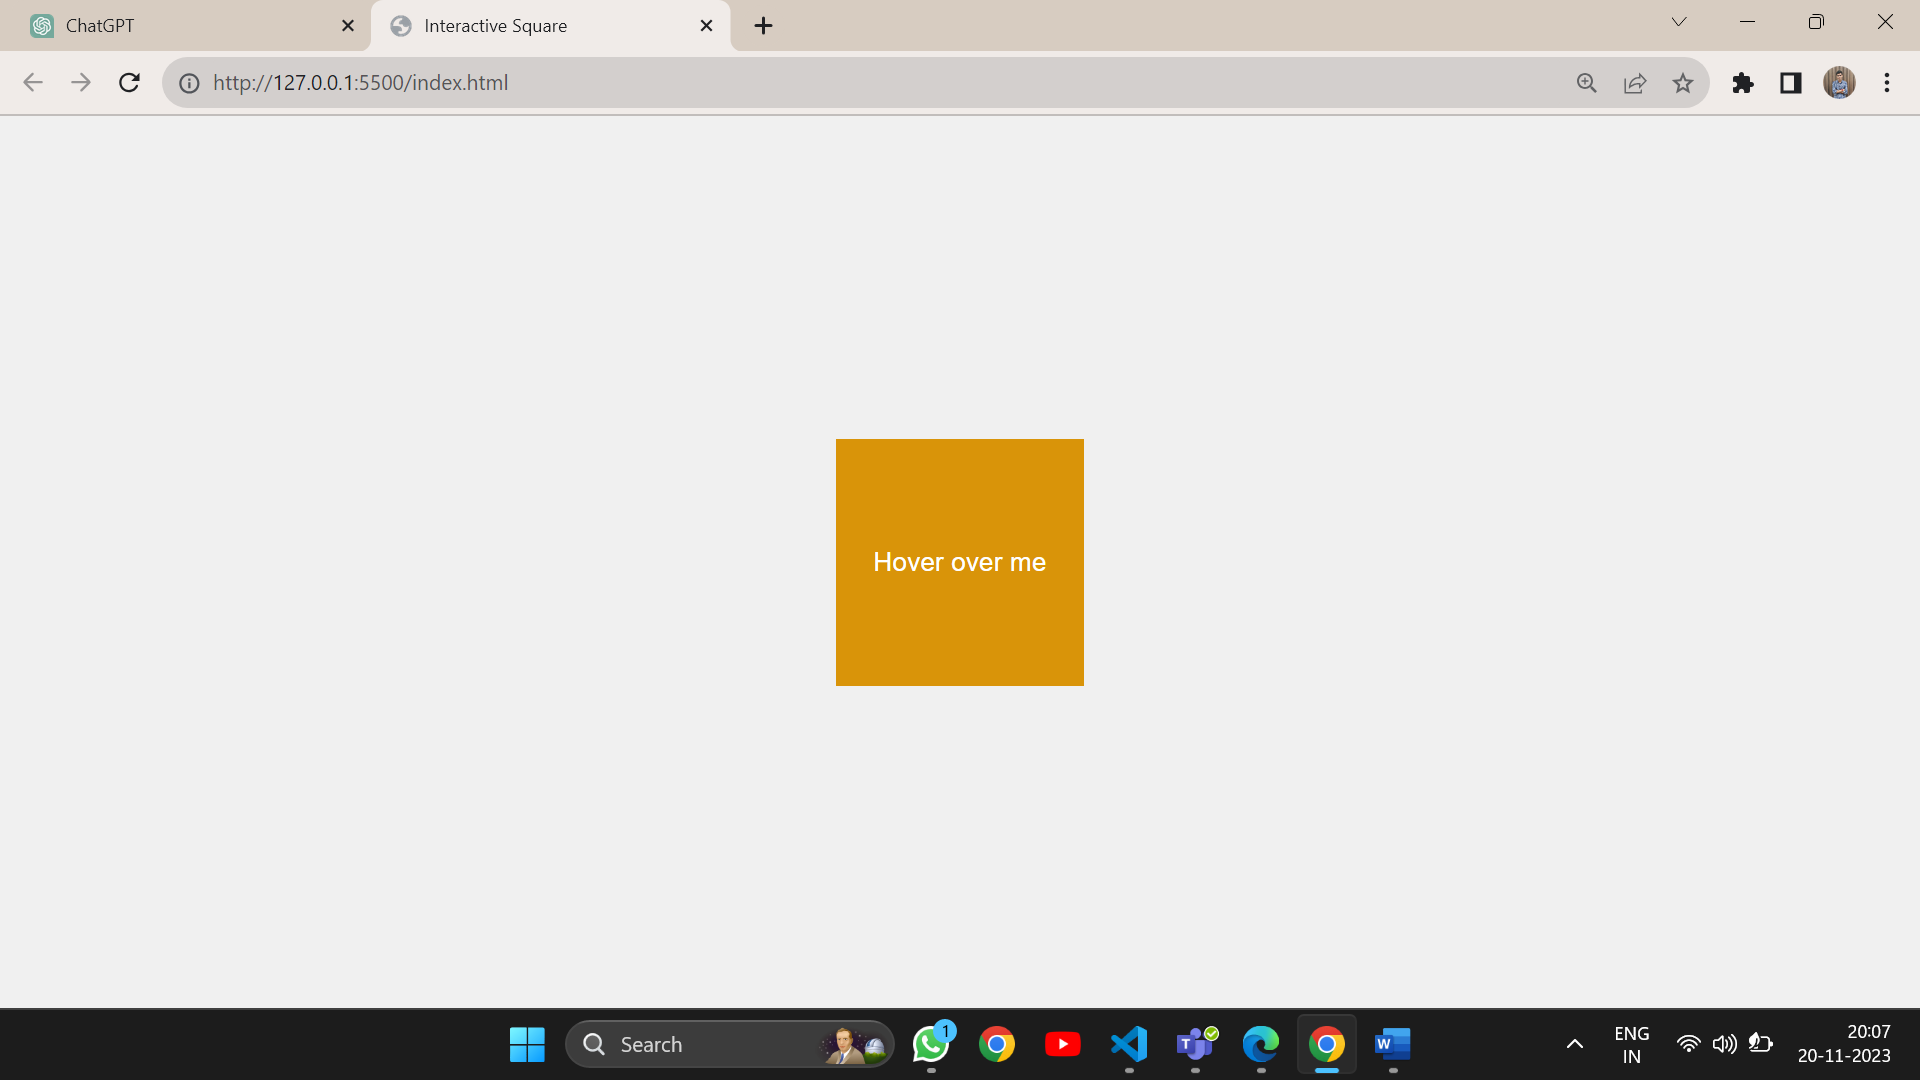 ChatGPT
Interactive Square
http://127.0.0.1:5500/index.html
Hover over me
Search
1
T
W
ENG
IN
20:07
20-11-2023